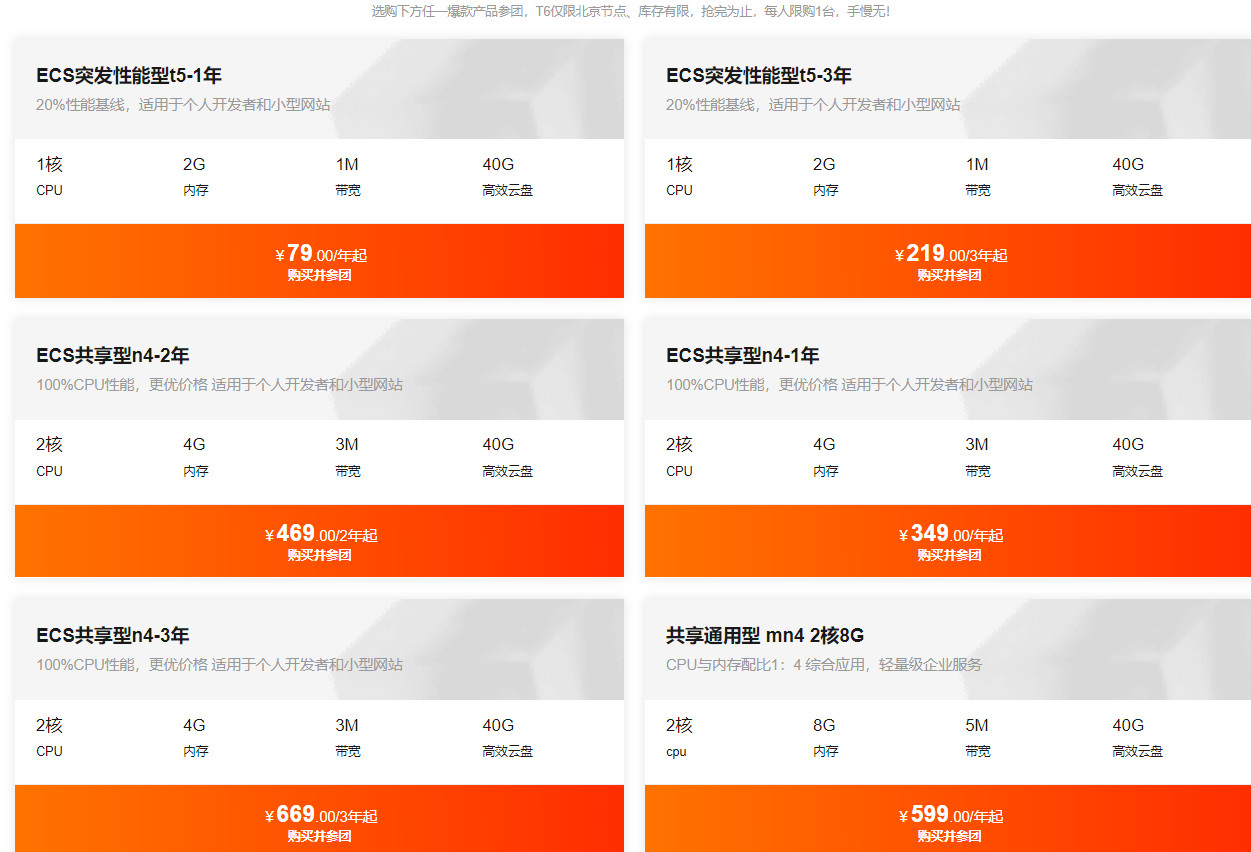 选购下方任一爆款产品参团，T6仅限北京节点、库存有限，抢完为止，每人限购1台，手慢无！
ECS突发性能型t5-1年
20%性能基线，适用于个人开发者和小型网站
1核 2G 1M 40G
CPU 内存 带宽 高效云盘
¥79.00/年起
购买并参团
ECS突发性能型t5-3年
20%性能基线，适用于个人开发者和小型网站
1核 2G 1M 40G
CPU 内存 带宽 高效云盘
¥219.00/3年起
购买并参团
ECS共享型n4-2年
100%CPU性能，更优价格 适用于个人开发者和小型网站
2核 4G 3M 40G
CPU 内存 带宽 高效云盘
¥469.00/2年起
购买并参团
ECS共享型n4-1年
100%CPU性能，更优价格 适用于个人开发者和小型网站
2核 4G 3M 40G
CPU 内存 带宽 高效云盘
¥349.00/年起
购买并参团
ECS共享型n4-3年
100%CPU性能，更优价格 适用于个人开发者和小型网站
2核 4G 3M 40G
CPU 内存 带宽 高效云盘
¥669.00/3年起
购买并参团
共享通用型 mn4 2核8G
CPU与内存配比1：4 综合应用，轻量级企业服务
2核 8G 5M 40G
cpu 内存 带宽 高效云盘
¥599.00/年起
购买并参团